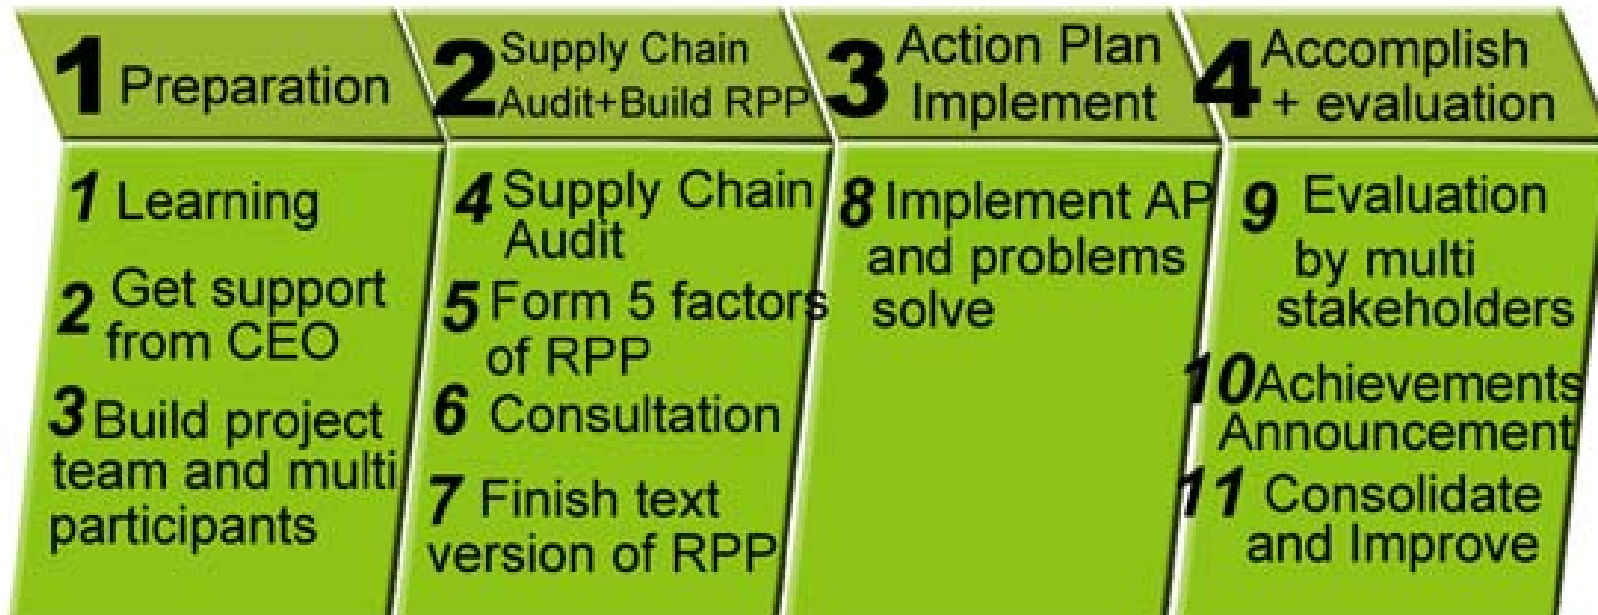 1 Preparation
1 Learning
2 Get support
from CEO
3 Build project
team and multi
participants
2 Supply Chain
Audit+Build RPP
4 Supply Chain
Audit
5 Form 5 factors
of RPP
6 Consultation
7 Finish text
version of RPP
3 Action Plan
Implement
8 Implement AP
and problems
solve
4 Accomplish
+ evaluation
9 Evaluation
by multi
stakeholders
10 Achievements
Announcement
11 Consolidate
and Improve